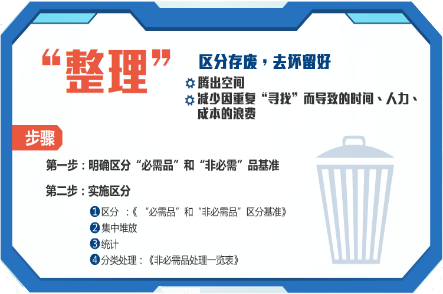 “整理”
区分存废，去坏留好
腾出空间
减少因重复“寻找”而导致的时间、人力、
成本的浪费
步骤
第一步：明确区分“必需品”和“非必需”品基准
第二步：实施区分
1 区分 ：《 “必需品”和“非必需品”区分基准》
2 集中堆放
3 统计
4 分类处理：《非必需品处理一览表》